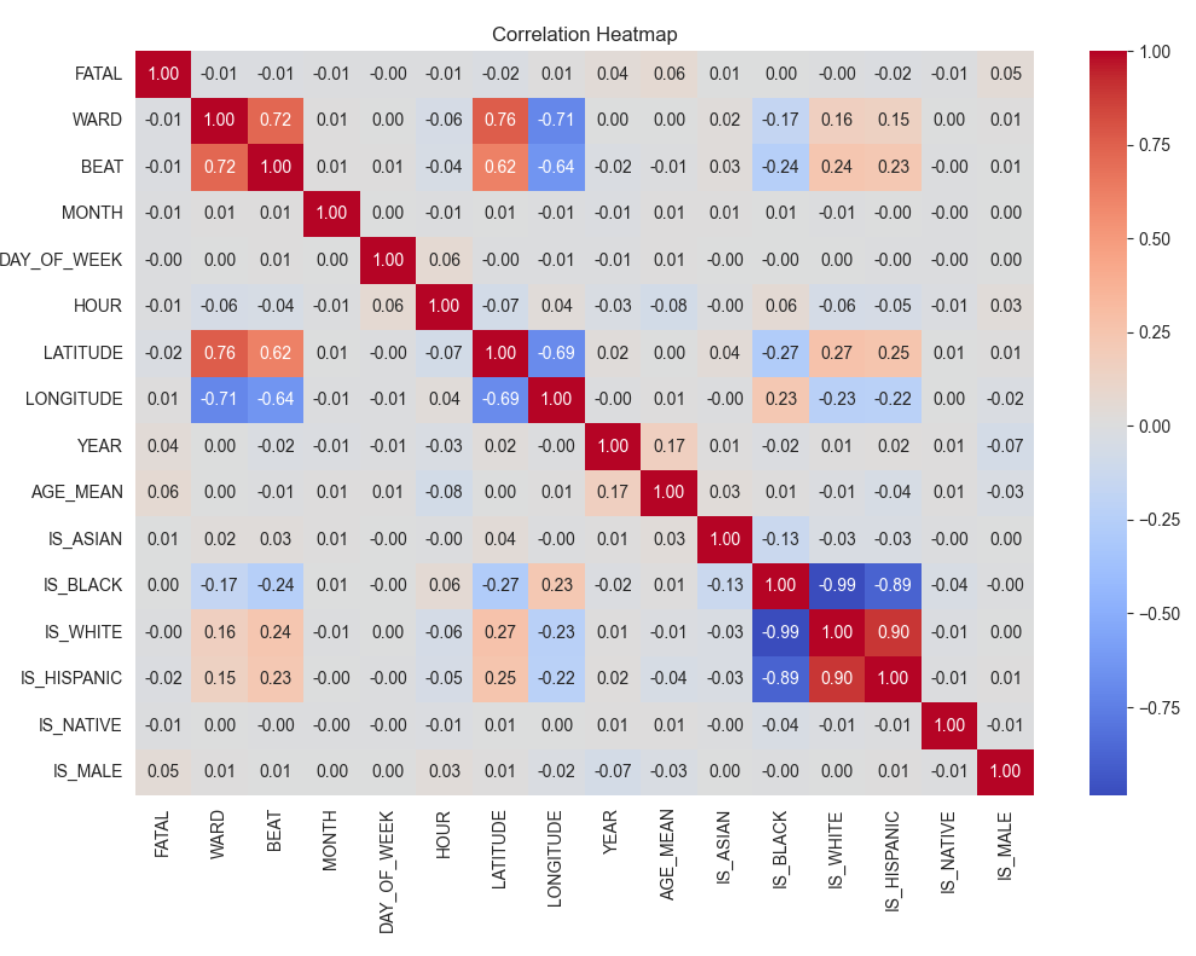 Correlation Heatmap
FATAL 1.00 -0.01 -0.01 -0.01 -0.00 -0.01 -0.02 0.01 0.04 0.06 0.01 0.00 -0.00 -0.02 -0.01 0.05
WARD -0.01 1.00 0.72 0.01 0.00 -0.06 0.76 -0.71 0.00 0.00 0.02 -0.17 0.16 0.15 0.00 0.01
BEAT -0.01 0.72 1.00 0.01 0.01 -0.04 0.62 -0.64 -0.02 -0.01 0.03 -0.24 0.24 0.23 -0.00 0.01
MONTH -0.01 0.01 0.01 1.00 0.00 -0.01 0.01 -0.01 -0.01 0.01 0.01 0.01 -0.01 -0.00 -0.00 0.00
DAY_OF_WEEK -0.00 0.00 0.01 0.00 1.00 0.06 -0.00 -0.01 -0.01 0.01 -0.00 -0.00 0.00 -0.00 -0.00 0.00
HOUR -0.01 -0.06 -0.04 -0.01 0.06 1.00 -0.07 0.04 -0.03 -0.08 -0.00 0.06 -0.06 -0.05 -0.01 0.03
LATITUDE -0.02 0.76 0.62 0.01 -0.00 -0.07 1.00 -0.69 0.02 0.00 0.04 -0.27 0.27 0.25 0.01 0.01
LONGITUDE 0.01 -0.71 -0.64 -0.01 -0.01 0.04 -0.69 1.00 -0.00 0.01 -0.00 0.23 -0.23 -0.22 0.00 -0.02
YEAR 0.04 0.00 -0.02 -0.01 -0.01 -0.03 0.02 -0.00 1.00 0.17 0.01 -0.02 0.01 0.02 0.01 -0.07
AGE_MEAN 0.06 0.00 -0.01 0.01 0.01 -0.08 0.00 0.01 0.17 1.00 0.03 0.01 -0.01 -0.04 0.01 -0.03
IS_ASIAN 0.01 0.02 0.03 0.01 -0.00 -0.00 0.04 -0.00 0.01 0.03 1.00 -0.13 -0.03 -0.03 -0.00 0.00
IS_BLACK 0.00 -0.17 -0.24 0.01 -0.00 0.06 -0.27 0.23 -0.02 0.01 -0.13 1.00 -0.99 -0.89 -0.04 -0.00
IS_WHITE -0.00 0.16 0.24 -0.01 0.00 -0.06 0.27 -0.23 0.01 -0.01 -0.03 -0.99 1.00 0.90 -0.01 0.00
IS_HISPANIC -0.02 0.15 0.23 -0.00 -0.00 -0.05 0.25 -0.22 0.02 -0.04 -0.03 -0.89 0.90 1.00 -0.01 0.01
IS_NATIVE -0.01 0.00 -0.00 -0.00 -0.00 -0.01 0.01 0.00 0.01 0.01 -0.00 -0.04 -0.01 -0.01 1.00 -0.01
IS_MALE 0.05 0.01 0.01 0.00 0.00 0.03 0.01 -0.02 -0.07 -0.03 0.00 -0.00 0.00 0.01 -0.01 1.00
FATAL
WARD
BEAT
MONTH
DAY_OF_WEEK
HOUR
LATITUDE
LONGITUDE
YEAR
AGE_MEAN
IS_ASIAN
IS_BLACK
IS_WHITE
IS_HISPANIC
IS_NATIVE
IS_MALE
1.00
0.75
0.50
0.25
0.00
−0.25
−0.50
−0.75